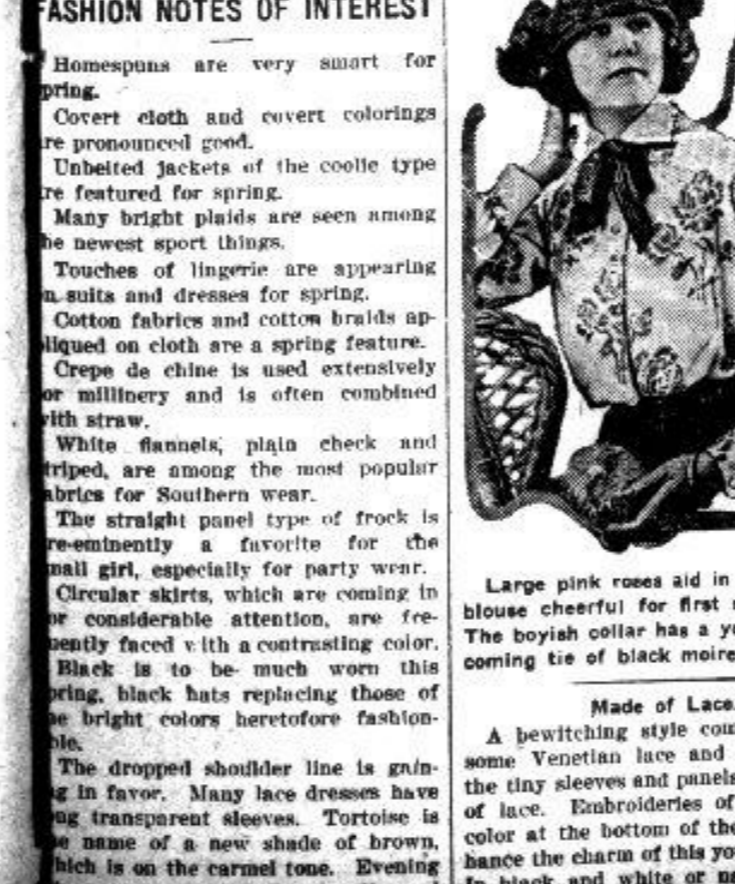 FASHION NOTES OF INTEREST
Homespuns are very smart for
pring.
Covert cloth and covert colorings
re pronounced good.
Unbelted jackets of the coolie type
re featured for spring.
Many bright plaids are seen among
he newest sport things.
Touches of lingerie are appearing
n suits and dresses for spring.
Cotton fabrics and cotton braids ap-
liqued on cloth are a spring feature.
Crepe de chine is used extensively
or millinery and is often combined
ith straw.
White flannels, plain check and
triped, are among the most popular
abrics for Southern wear.
The straight panel type of frock is
re-eminently a favorite for the
mall girl, especially for party wear.
Circular skirts, which are coming in
or considerable attention, are fre-
uently faced with a contrasting color.
Black is to be much worn this
pring, black hats replacing those of
he bright colors heretofore fashion-
ble.
The dropped shoulder line is gain-
g in favor. Many lace dresses have
ng transparent sleeves. Tortoise is
e name of a new shade of brown,
hich is on the carmel tone. Evening
Large pink roses aid in
blouse cheerful for first
The boyish collar has a
coming tie of black moire
Made of Lace
A bewitching style com
some Venetian lace and
the tiny sleeves and panels
of lace. Embroideries of
color at the bottom of the
hance the charm of this
In black and white or